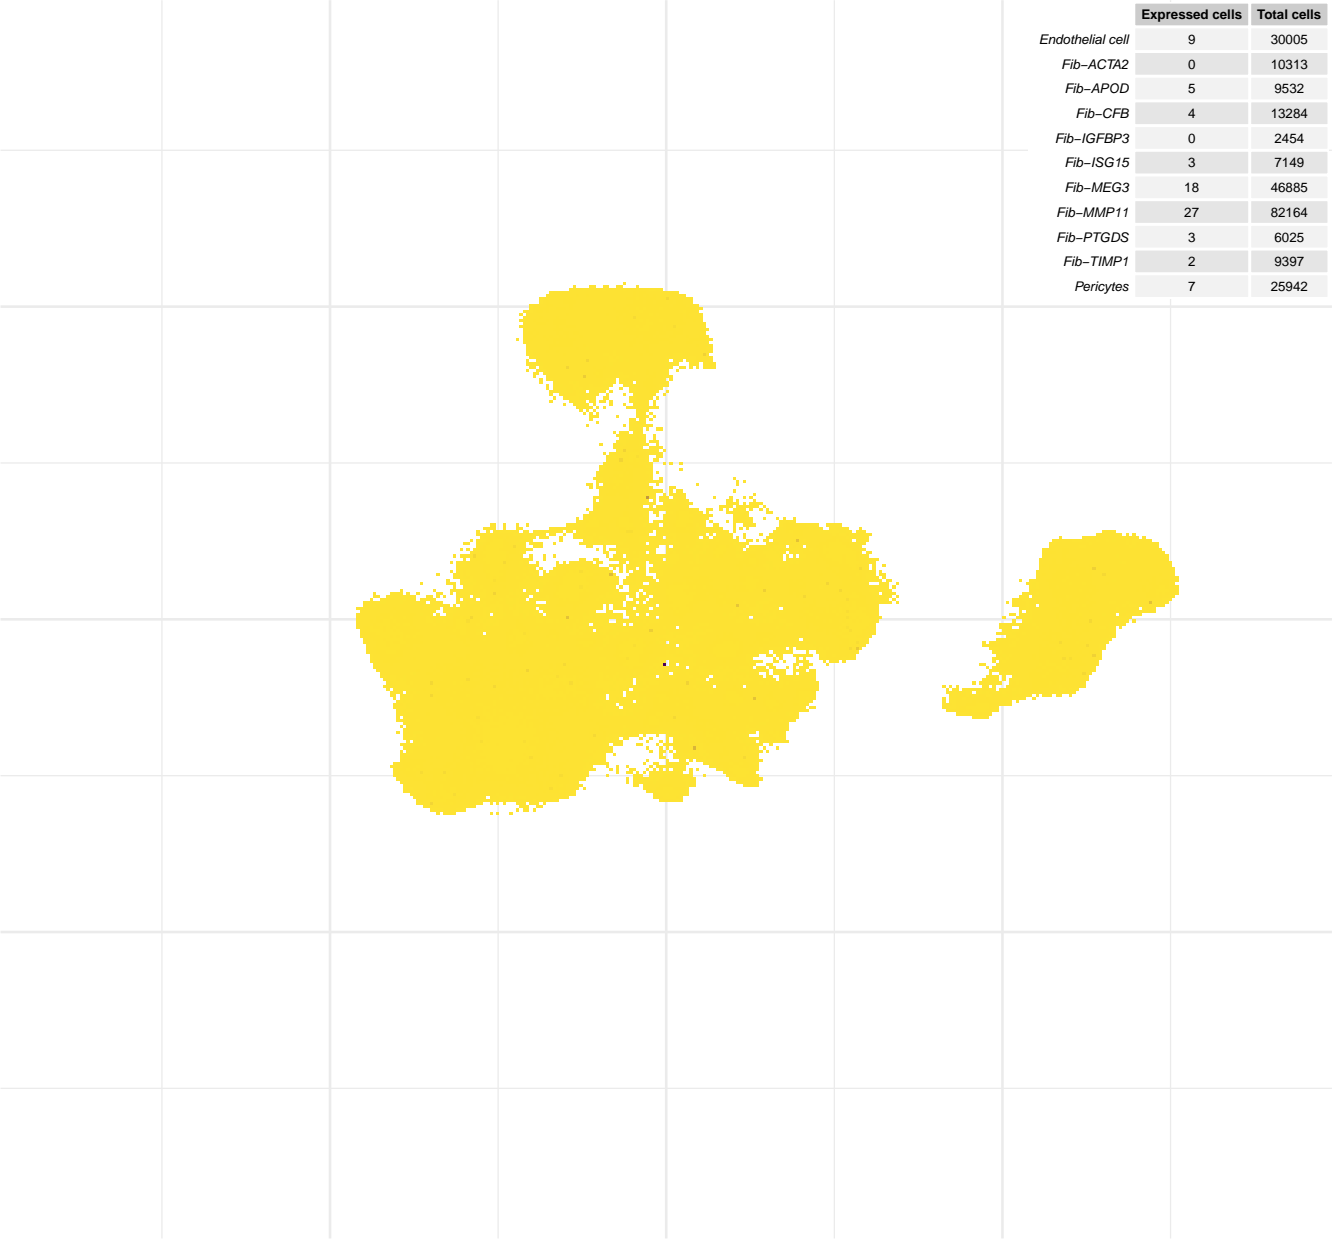 Expressed cells Total cells
Endothelial cell 9 30005
Fib−ACTA2 0 10313
Fib−APOD 5 9532
Fib−CFB 4 13284
Fib−IGFBP3 0 2454
Fib−ISG15 3 7149
Fib−MEG3 18 46885
Fib−MMP11 27 82164
Fib−PTGDS 3 6025
Fib−TIMP1 2 9397
Pericytes 7 25942